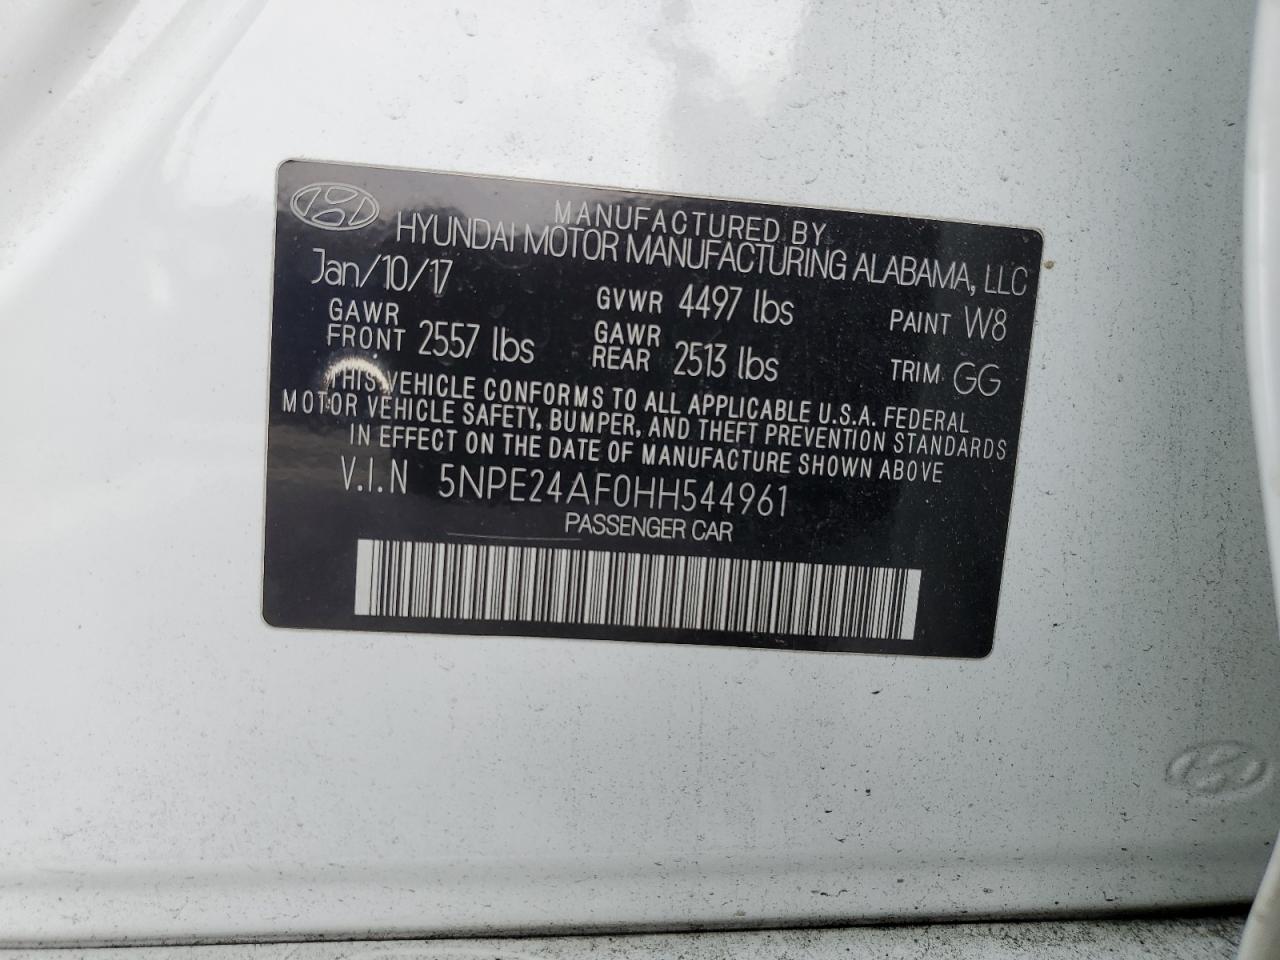 MANUFACTURED BY
HYUNDAI MOTOR MANUFACTURING ALABAMA, LLC
Jan/10/17 GVWR 4497 lbs PAINT W8
GAWR FRONT 2557 lbs GAWR REAR 2513 lbs TRIM GG
THIS VEHICLE CONFORMS TO ALL APPLICABLE U.S.A. FEDERAL
MOTOR VEHICLE SAFETY, BUMPER, AND THEFT PREVENTION STANDARDS
IN EFFECT ON THE DATE OF MANUFACTURE SHOWN ABOVE
V.I.N 5NPE24AF0HH544961
PASSENGER CAR